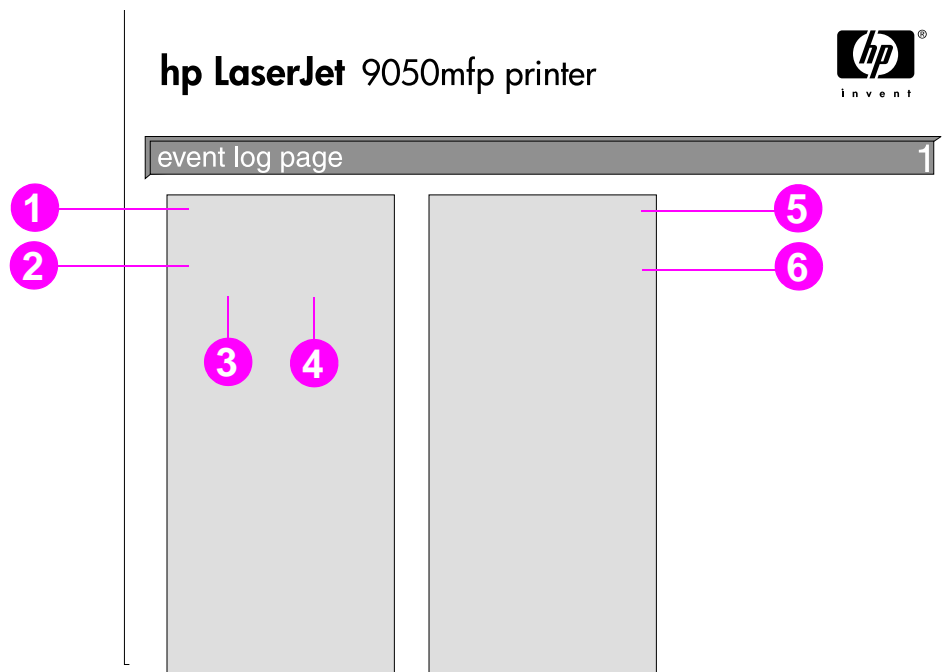 hp LaserJet 9050mfp printer
hp ®
invent
event log page 1
1
5
2
6
3 4